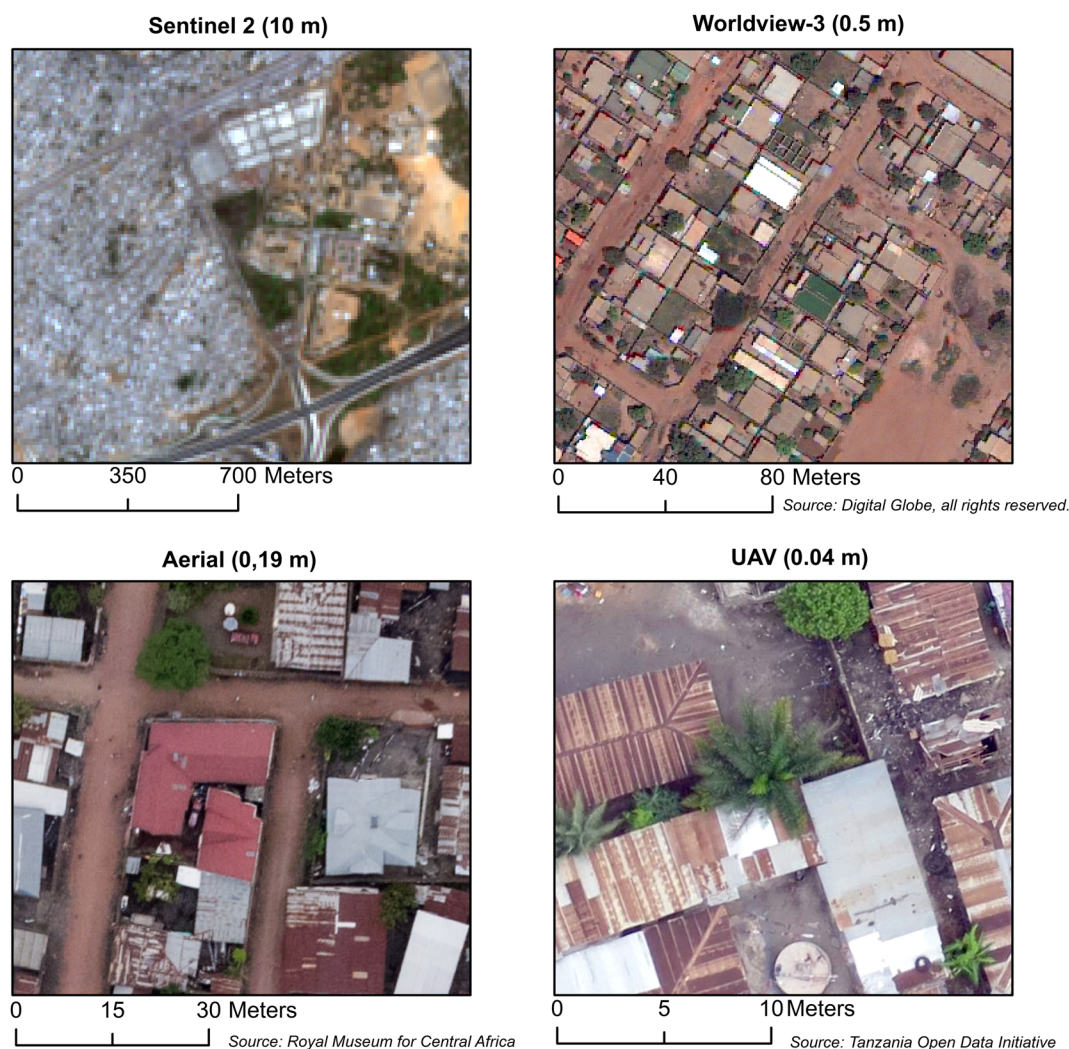 Sentinel 2 (10 m)
Worldview-3 (0.5 m)
0 350 700 Meters
0 40 80 Meters
Source: Digital Globe, all rights reserved.
Aerial (0,19 m)
UAV (0.04 m)
0 15 30 Meters
Source: Royal Museum for Central Africa
0 5 10 Meters
Source: Tanzania Open Data Initiative